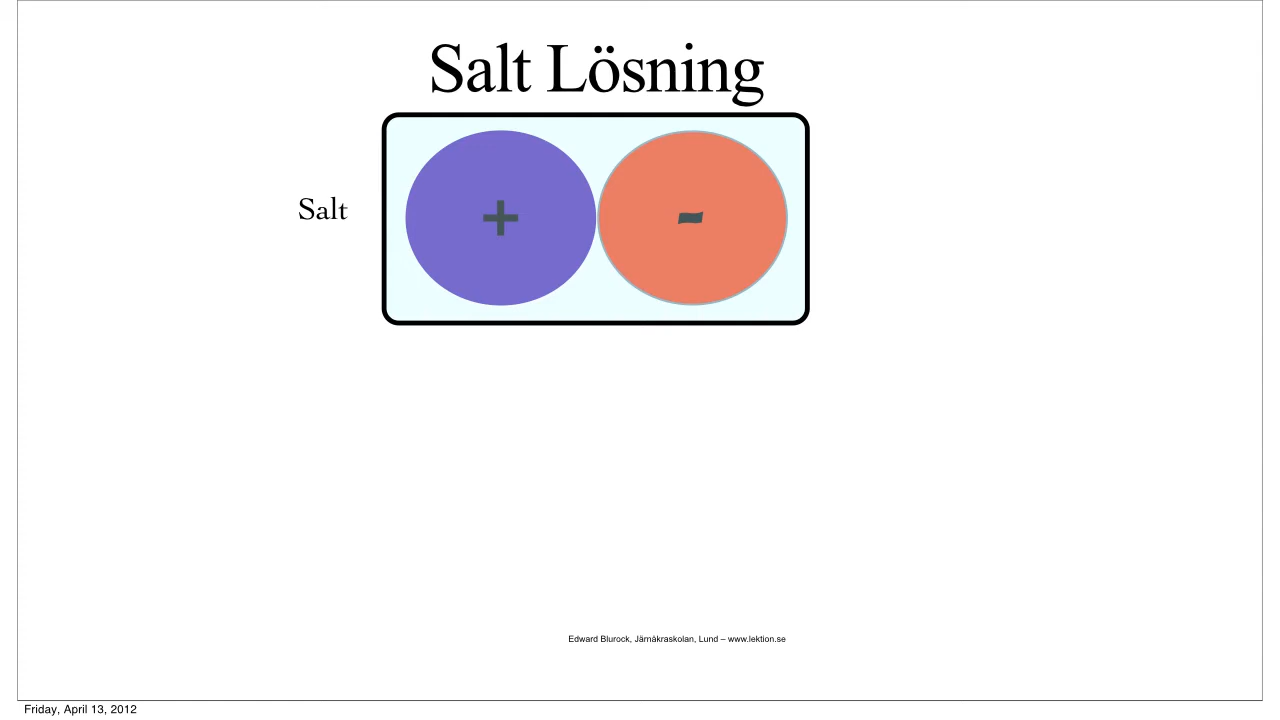 Salt Lösning
Salt
+
-
Edward Blurock, Järnåkraskolan, Lund – www.lektion.se
Friday, April 13, 2012